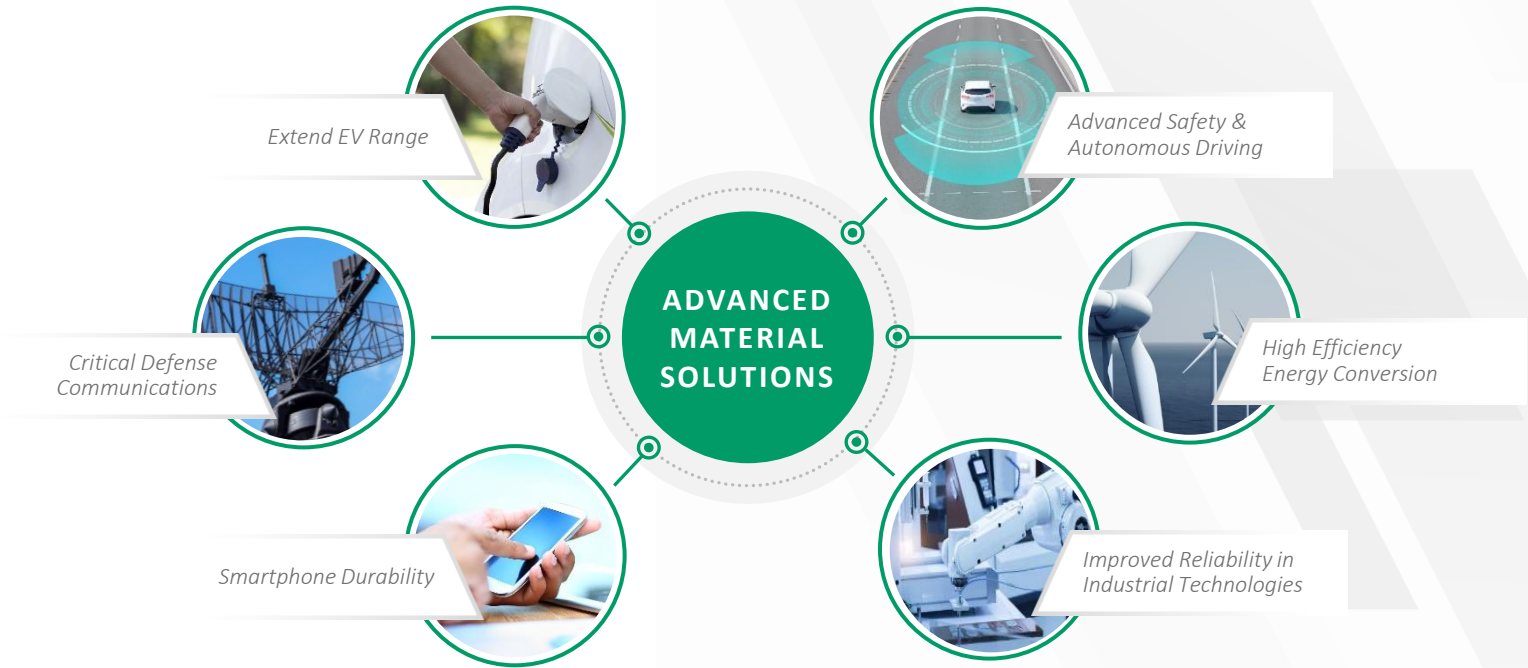 Extend EV Range
Advanced Safety &
Autonomous Driving
Critical Defense
Communications
ADVANCED
MATERIAL
SOLUTIONS
High Efficiency
Energy Conversion
Smartphone Durability
Improved Reliability in
Industrial Technologies